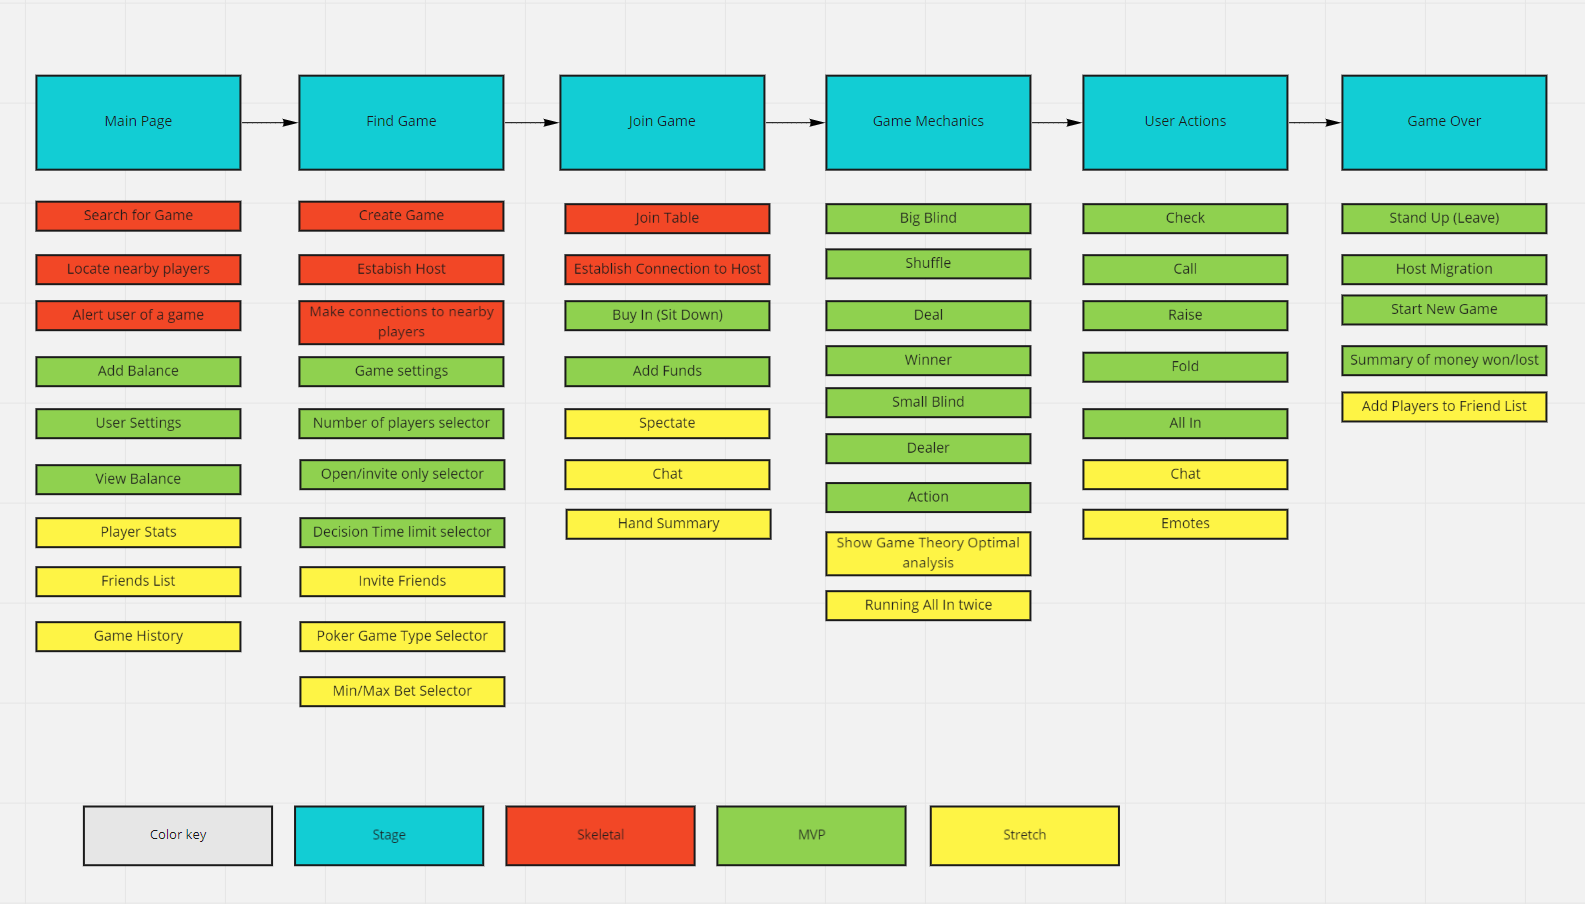 Main Page
Find Game
Join Game
Game Mechanics
User Actions
Game Over
Search for Game
Locate nearby players
Alert user of a game
Add Balance
User Settings
View Balance
Player Stats
Friends List
Game History
Create Game
Estabish Host
Make connections to nearby
players
Game settings
Number of players selector
Open/invite only selector
Decision Time limit selector
Invite Friends
Poker Game Type Selector
Min/Max Bet Selector
Join Table
Establish Connection to Host
Buy In (Sit Down)
Add Funds
Spectate
Chat
Hand Summary
Big Blind
Shuffle
Deal
Winner
Small Blind
Dealer
Action
Show Game Theory Optimal
analysis
Running All In twice
Check
Call
Raise
Fold
All In
Chat
Emotes
Stand Up (Leave)
Host Migration
Start New Game
Summary of money won/lost
Add Players to Friend List
Color key
Stage
Skeletal
MVP
Stretch